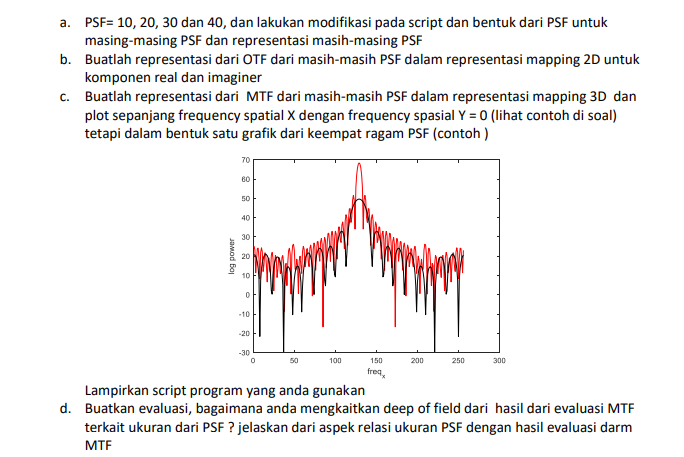 a. PSF= 10, 20, 30 dan 40, dan lakukan modifikasi pada script dan bentuk dari PSF untuk
masing-masing PSF dan representasi masih-masing PSF
b. Buatlah representasi dari OTF dari masih-masih PSF dalam representasi mapping 2D untuk
komponen real dan imaginer
c. Buatlah representasi dari MTF dari masih-masih PSF dalam representasi mapping 3D dan
plot sepanjang frequency spatial X dengan frequency spasial Y = 0 (lihat contoh di soal)
tetapi dalam bentuk satu grafik dari keempat ragam PSF (contoh )
70
60
50
40
30
20
10
0
-10
-20
-30
log power
0 50 100 150 200 250 300
freqx
Lampirkan script program yang anda gunakan
d. Buatkan evaluasi, bagaimana anda mengkaitkan deep of field dari hasil dari evaluasi MTF
terkait ukuran dari PSF ? jelaskan dari aspek relasi ukuran PSF dengan hasil evaluasi darm
MTF